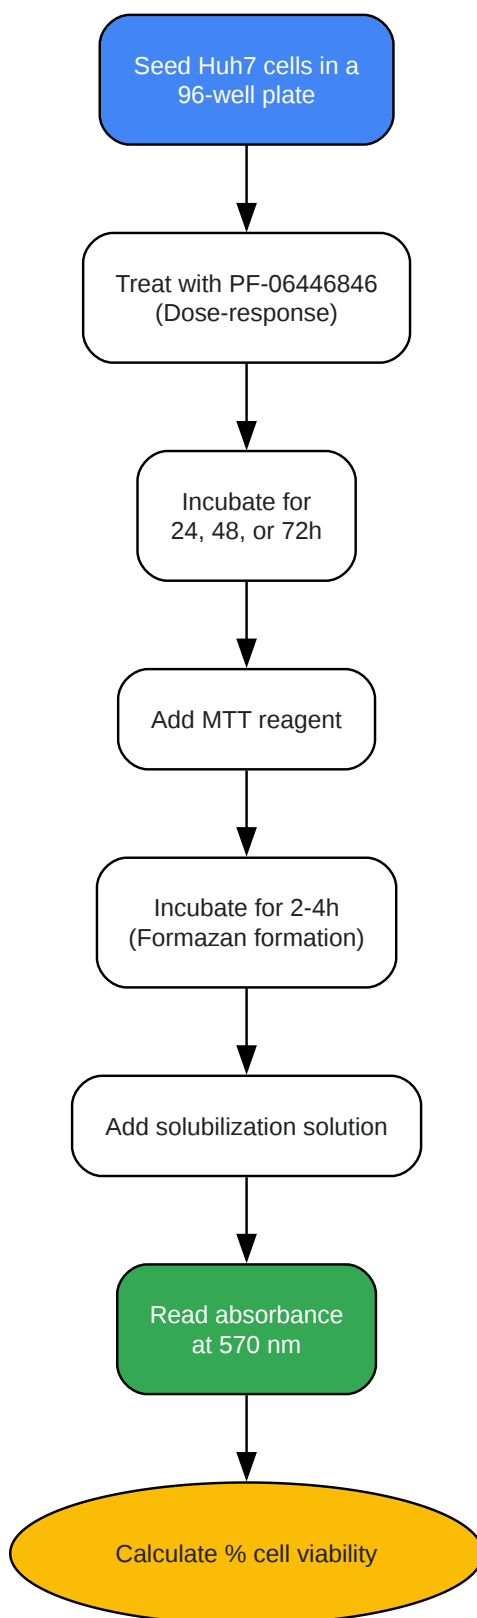 Seed Huh7 cells in a
96-well plate
Treat with PF-06446846
(Dose-response)
Incubate for
24, 48, or 72h
Add MTT reagent
Incubate for 2-4h
(Formazan formation)
Add solubilization solution
Read absorbance
at 570 nm
Calculate % cell viability